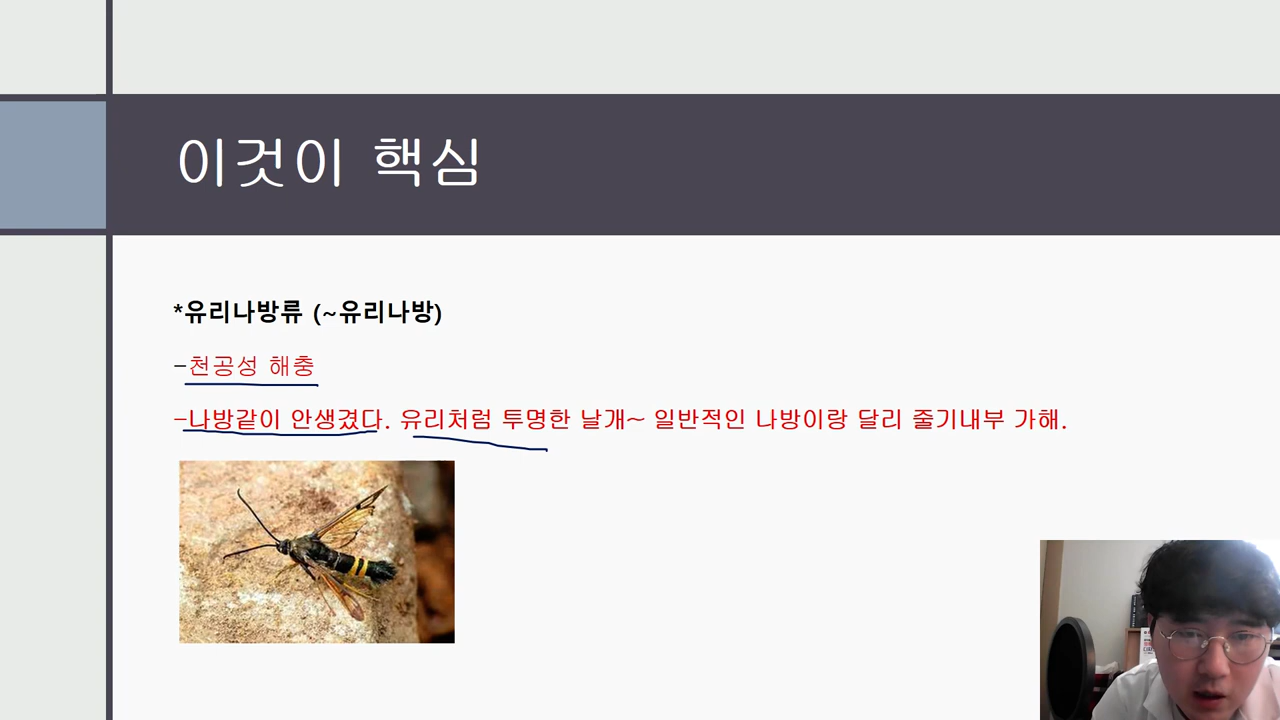 이것이 핵심
*유리나방류 (~유리나방)
-천공성 해충
-나방같이 안생겼다. 유리처럼 투명한 날개~ 일반적인 나방이랑 달리 줄기내부 가해.